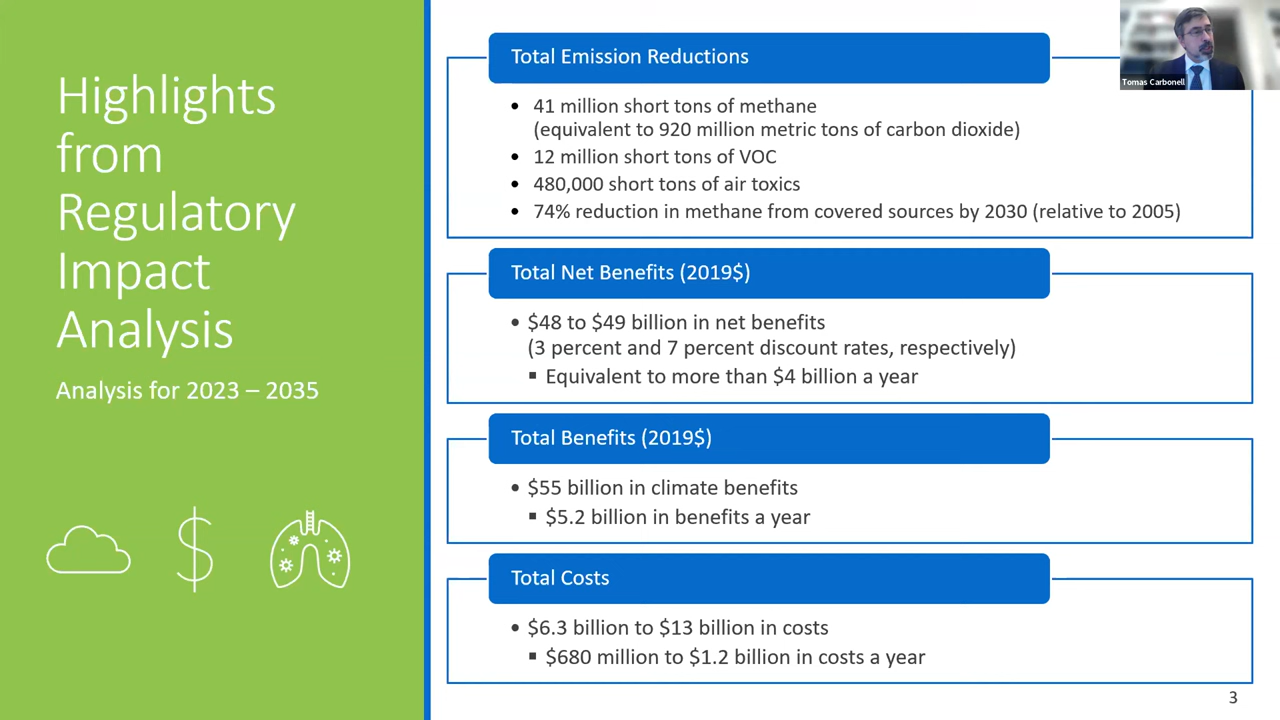 Highlights
from
Regulatory
Impact
Analysis
Analysis for 2023 – 2035
Total Emission Reductions
• 41 million short tons of methane
(equivalent to 920 million metric tons of carbon dioxide)
• 12 million short tons of VOC
• 480,000 short tons of air toxics
• 74% reduction in methane from covered sources by 2030 (relative to 2005)
Total Net Benefits (2019$)
• $48 to $49 billion in net benefits
(3 percent and 7 percent discount rates, respectively)
▪ Equivalent to more than $4 billion a year
Total Benefits (2019$)
• $55 billion in climate benefits
▪ $5.2 billion in benefits a year
Total Costs
• $6.3 billion to $13 billion in costs
▪ $680 million to $1.2 billion in costs a year
Tomas Carbonell
3